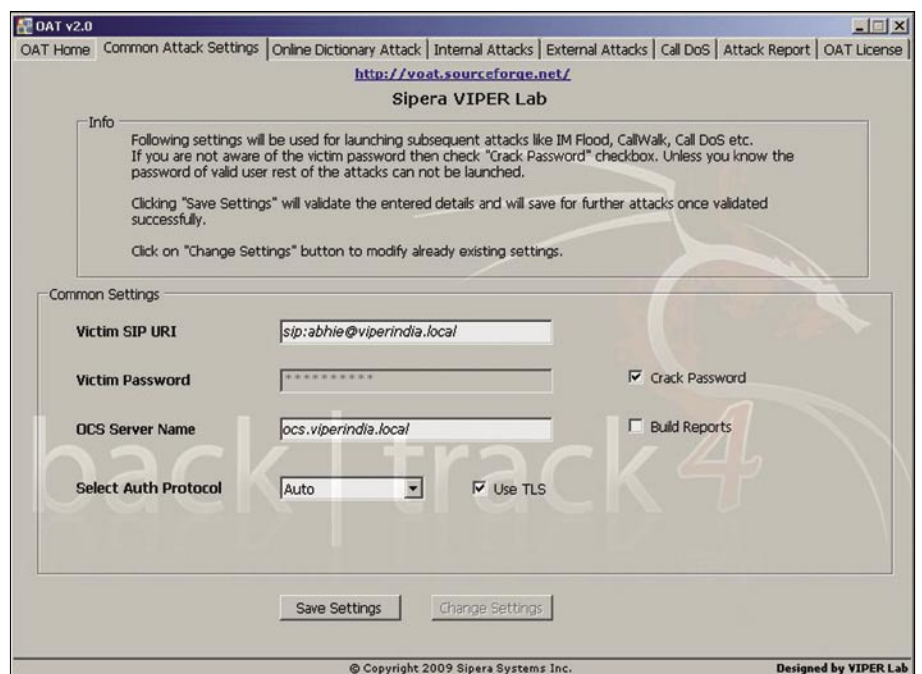 OAT v2.0
OAT Home Common Attack Settings Online Dictionary Attack Internal Attacks External Attacks Call DoS Attack Report OAT License
http://voat.sourceforge.net/
Sipera VIPER Lab
Info
Following settings will be used for launching subsequent attacks like IM Flood, CallWalk, Call DoS etc.
If you are not aware of the victim password then check "Crack Password" checkbox. Unless you know the
password of valid user rest of the attacks can not be launched.
Clicking "Save Settings" will validate the entered details and will save for further attacks once validated
successfully.
Click on "Change Settings" button to modify already existing settings.
Common Settings
Victim SIP URI sip:abhie@viperindia.local
Victim Password ********** Crack Password
OCS Server Name ocs.viperindia.local Build Reports
back | track 4
Select Auth Protocol Auto Use TLS
Save Settings Change Settings
© Copyright 2009 Sipera Systems Inc. Designed by VIPER Lab